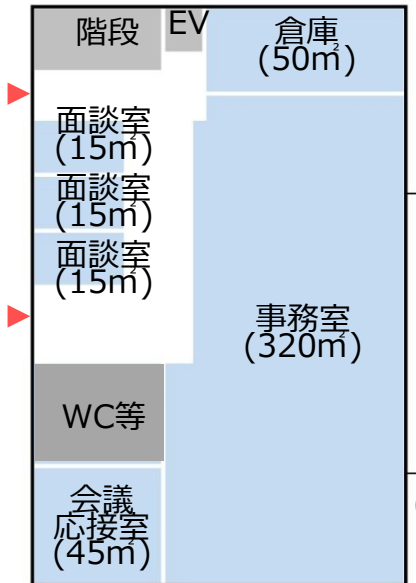 階段
EV
倉庫
(50㎡)
面談室
(15㎡)
面談室
(15㎡)
面談室
(15㎡)
事務室
(320㎡)
WC等
会議
応接室
(45㎡)